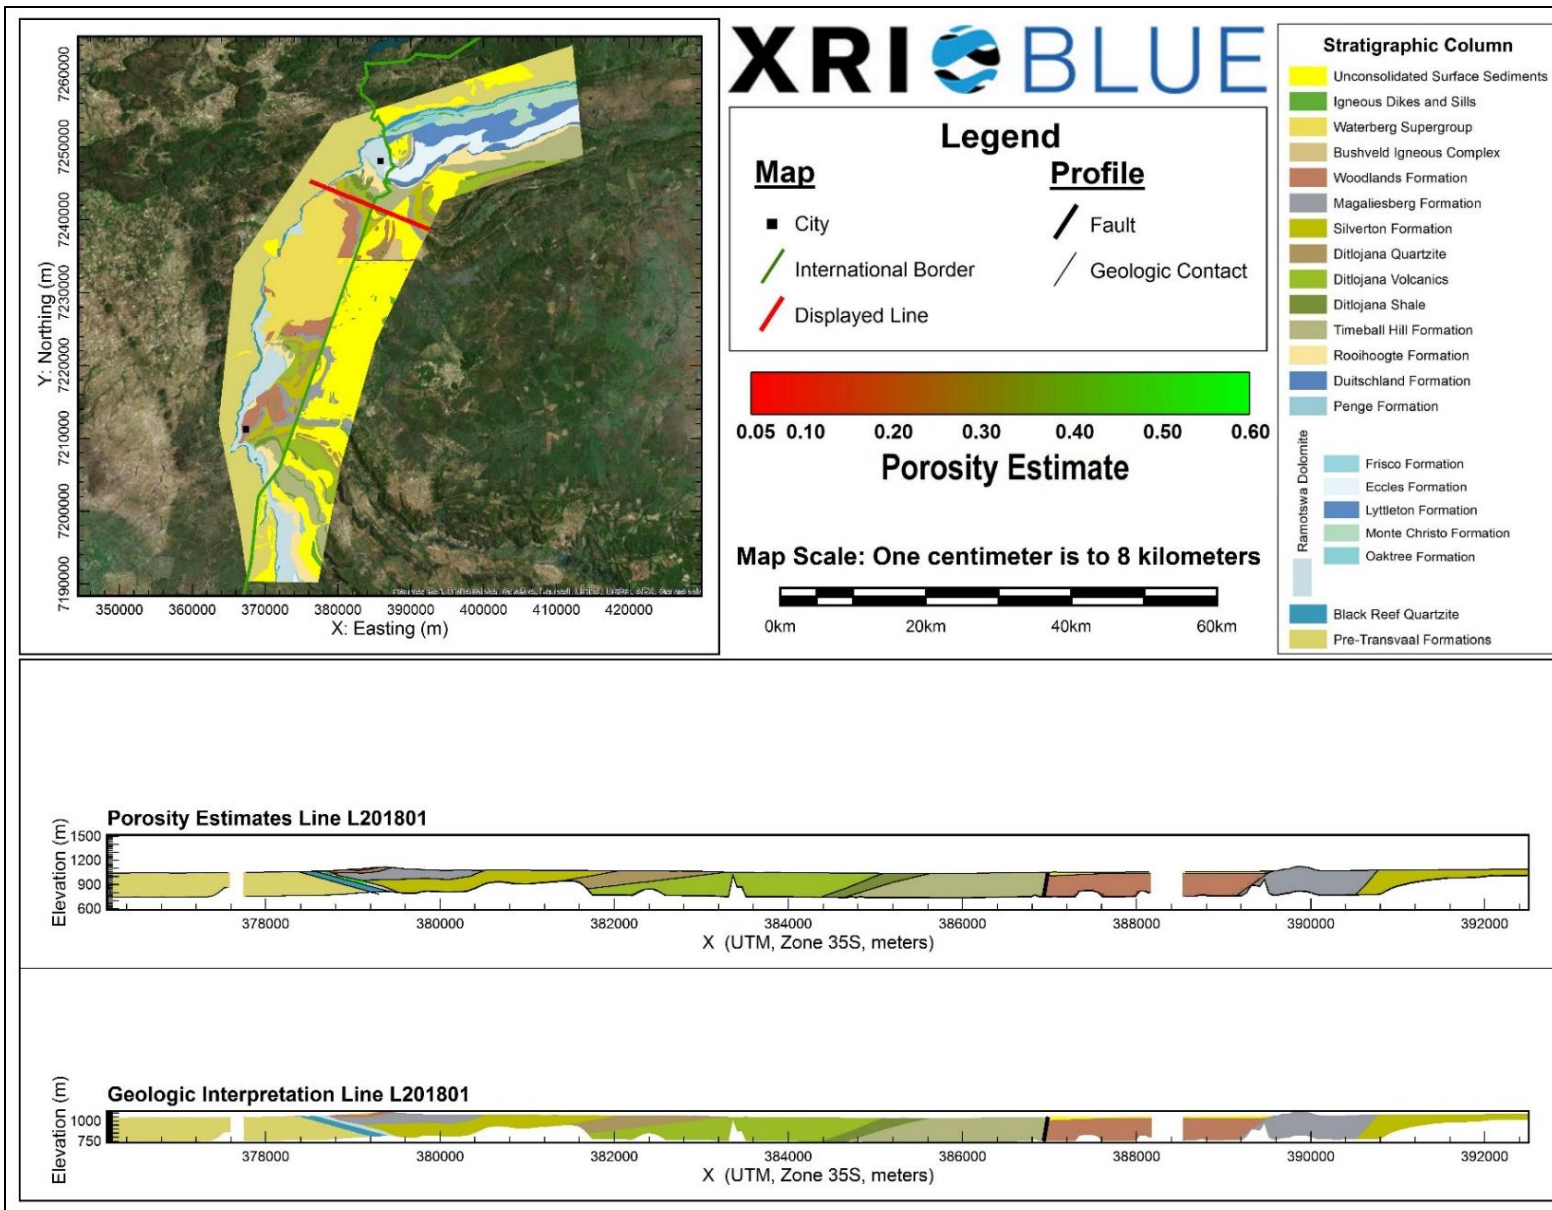 XRI BLUE
7260000
7250000
7240000
7230000
7220000
7210000
7200000
7190000
Y: Northing (m)
350000 360000 370000 380000 390000 400000 410000 420000
X: Easting (m)
Legend
Map
City
International Border
Displayed Line
Profile
Fault
Geologic Contact
0.05 0.10 0.20 0.30 0.40 0.50 0.60
Porosity Estimate
Map Scale: One centimeter is to 8 kilometers
0km 20km 40km 60km
Stratigraphic Column
Unconsolidated Surface Sediments
Igneous Dikes and Sills
Waterberg Supergroup
Bushveld Igneous Complex
Woodlands Formation
Magaliesberg Formation
Silverton Formation
Ditlojana Quartzite
Ditlojana Volcanics
Ditlojana Shale
Timeball Hill Formation
Rooihoogte Formation
Duitschland Formation
Penge Formation
Ramotswa Dolomite
Frisco Formation
Eccles Formation
Lyttleton Formation
Monte Christo Formation
Oaktree Formation
Black Reef Quartzite
Pre-Transvaal Formations
Porosity Estimates Line L201801
Elevation (m)
1500
1200
900
600
378000 380000 382000 384000 386000 388000 390000 392000
X (UTM, Zone 35S, meters)
Geologic Interpretation Line L201801
Elevation (m)
1000
750
378000 380000 382000 384000 386000 388000 390000 392000
X (UTM, Zone 35S, meters)